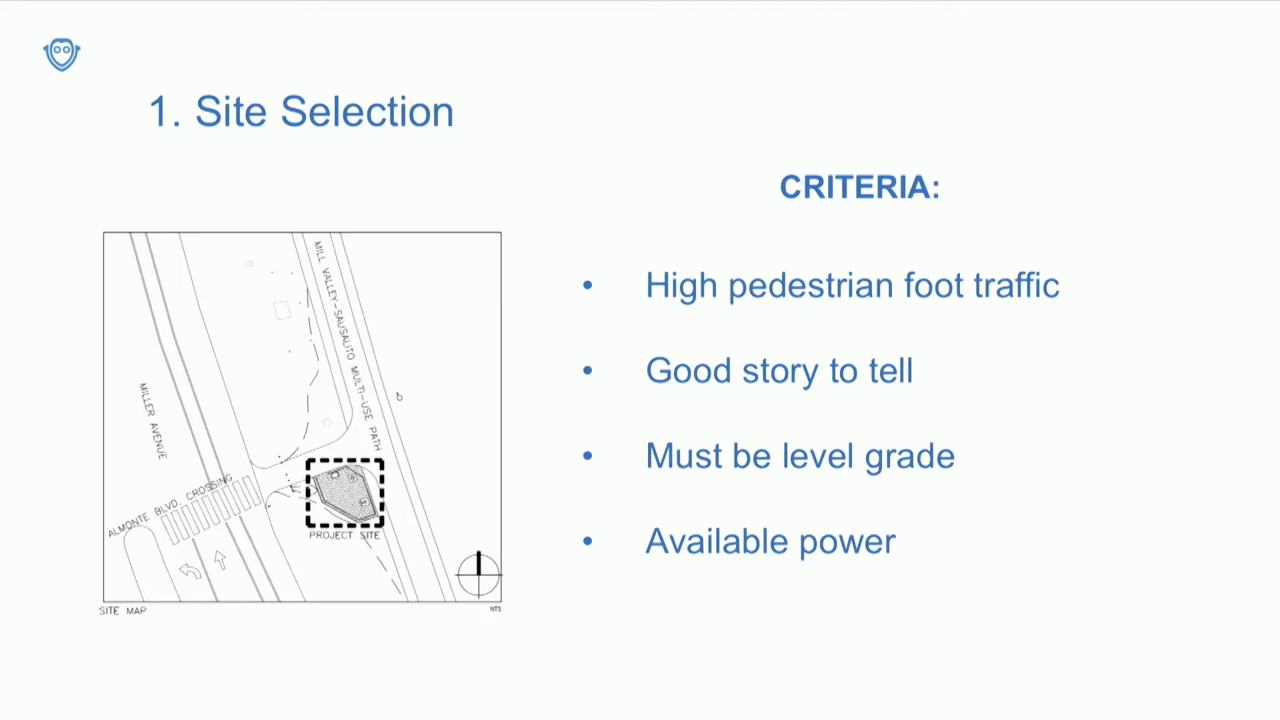 1. Site Selection
CRITERIA:
• High pedestrian foot traffic
• Good story to tell
• Must be level grade
• Available power
MILL VALLEY-SAUSALITO MULTI-USE PATH
MILLER AVENUE
ALMONTE BLVD. CROSSING
PROJECT SITE
SITE MAP
NTS